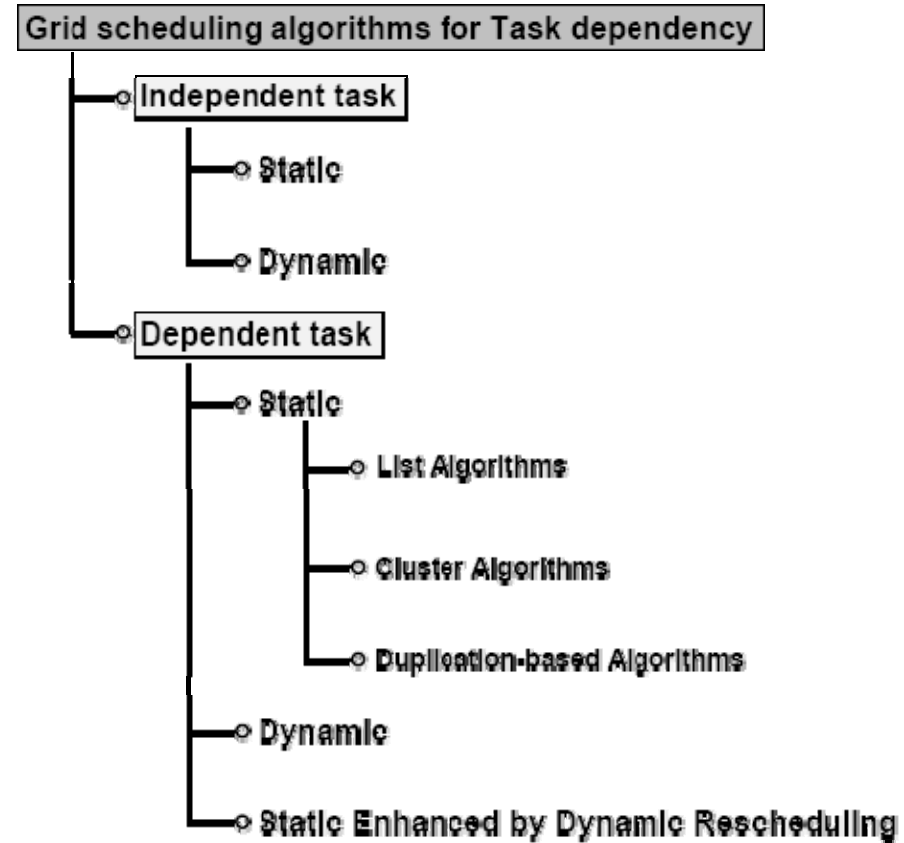 Grid scheduling algorithms for Task dependency
Independent task
Static
Dynamic
Dependent task
Static
List Algorithms
Cluster Algorithms
Duplication-based Algorithms
Dynamic
Static Enhanced by Dynamic Rescheduling